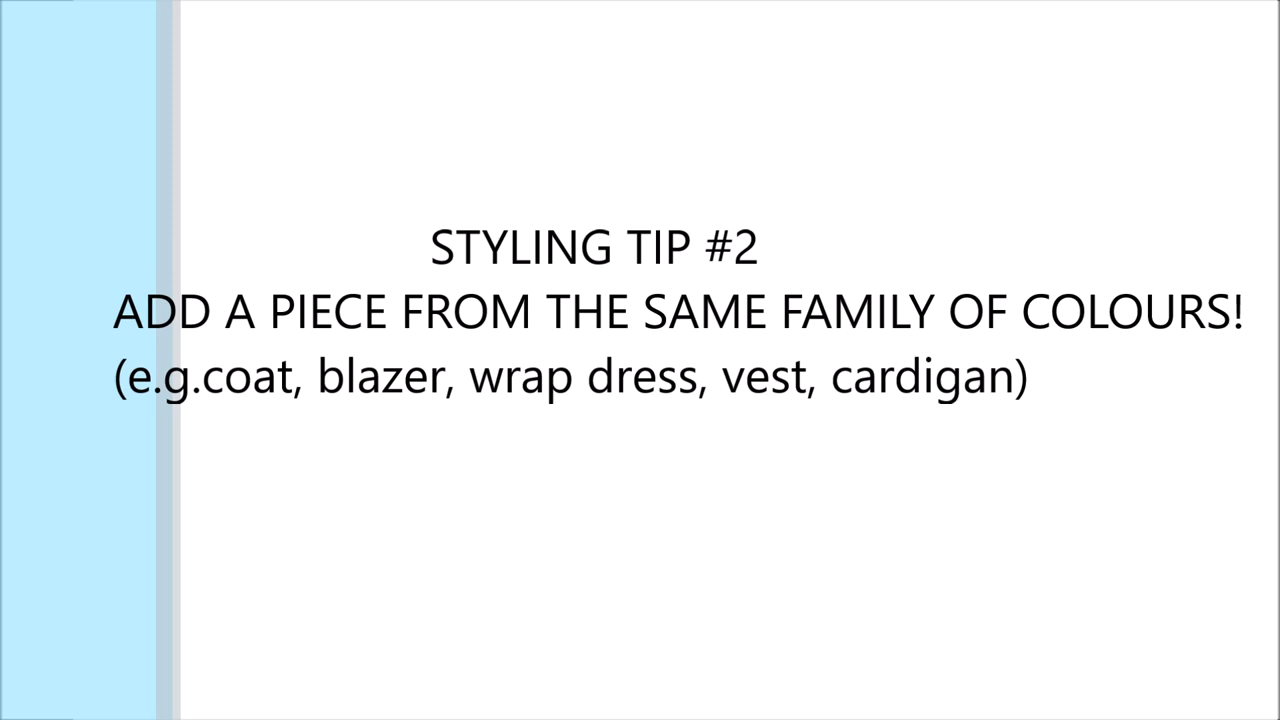 STYLING TIP #2
ADD A PIECE FROM THE SAME FAMILY OF COLOURS!
(e.g.coat, blazer, wrap dress, vest, cardigan)